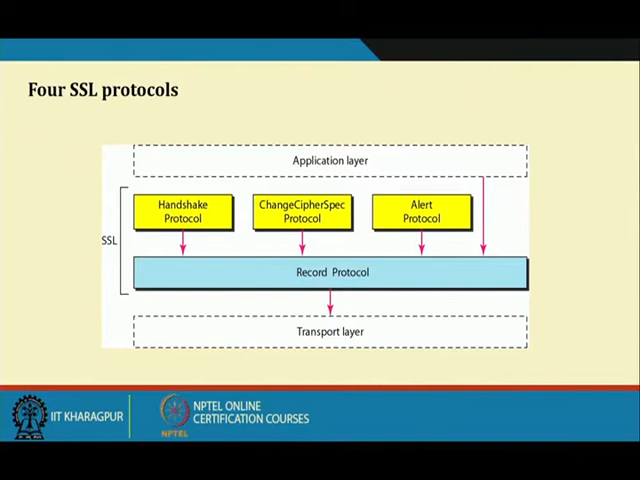 Four SSL protocols
Application layer
Handshake
Protocol
ChangeCipherSpec
Protocol
Alert
Protocol
SSL
Record Protocol
Transport layer
IIT KHARAGPUR
NPTEL
NPTEL ONLINE
CERTIFICATION COURSES